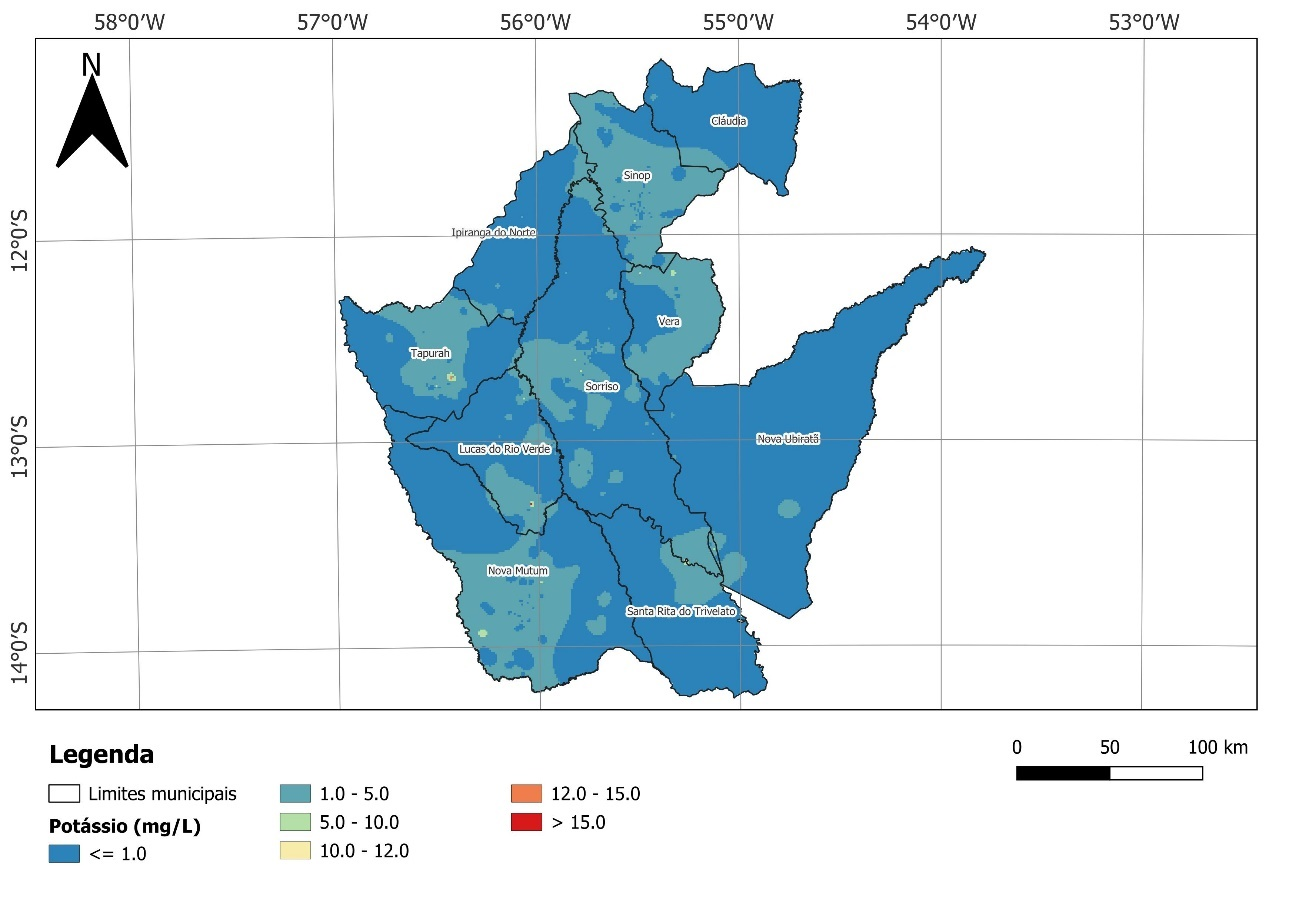 58°0′W 57°0′W 56°0′W 55°0′W 54°0′W 53°0′W
N
Cláudia
Sinop
12°0′S
Ipiranga do Norte
Vera
Tapurah
Sorriso
13°0′S
Nova Ubiratã
Lucas do Rio Verde
Nova Mutum
Santa Rita do Trivelato
14°0′S
Legenda
0 50 100 km
Limites municipais
Potássio (mg/L)
<= 1.0
1.0 - 5.0
5.0 - 10.0
10.0 - 12.0
12.0 - 15.0
> 15.0